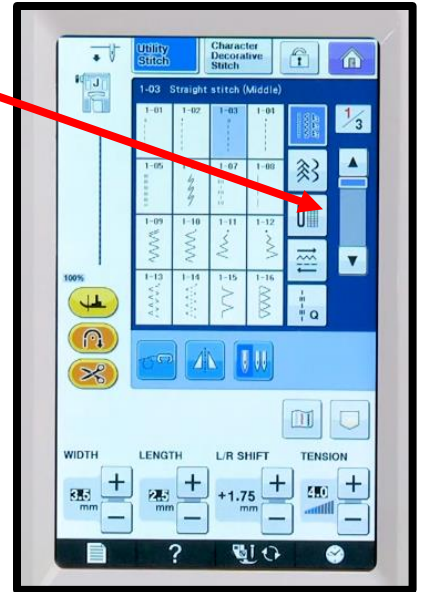 Utility
Stitch
Character
Decorative
Stitch
J
1-03 Straight stitch (Middle)
1-01 1-02 1-03 1-04
1/3
1-05 1-07 1-08
1-09 1-10 1-11 1-12
1-13 1-14 1-15 1-16
Q
100%
WIDTH LENGTH L/R SHIFT TENSION
3.5 mm + −
2.5 mm + −
+1.75 mm + −
4.0 + −
?